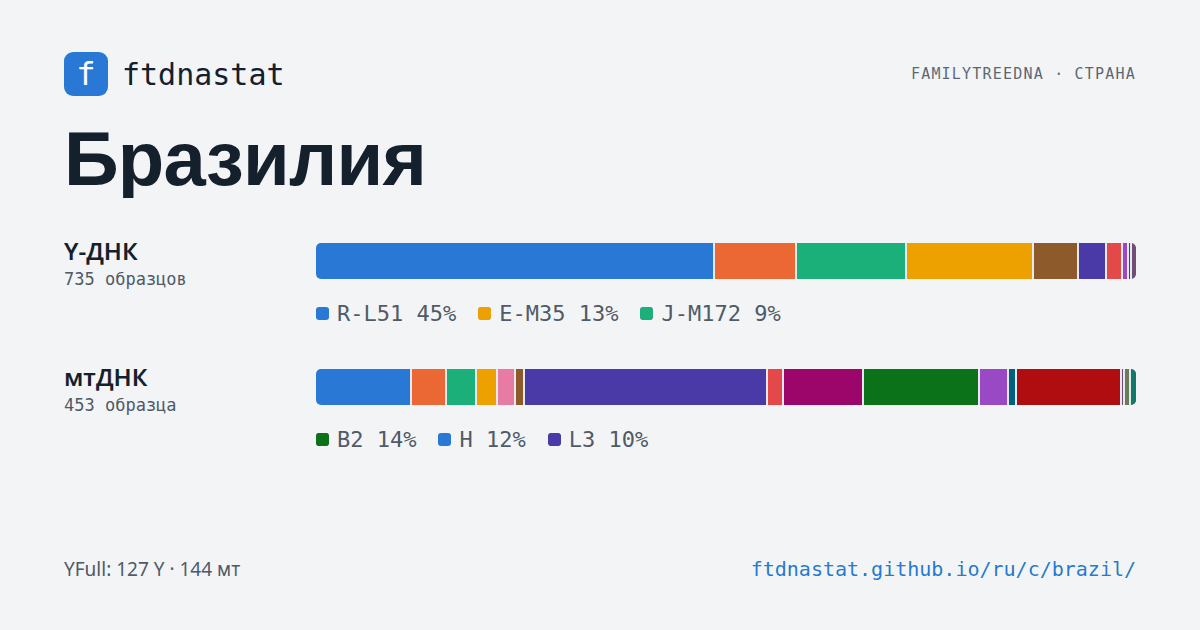 f ftdnastat
FAMILYTREEDNA · СТРАНА
Бразилия
Y-ДНК
735 образцов
R-L51 45% E-M35 13% J-M172 9%
мтДНК
453 образца
B2 14% H 12% L3 10%
YFull: 127 Y · 144 мт
ftdnastat.github.io/ru/c/brazil/